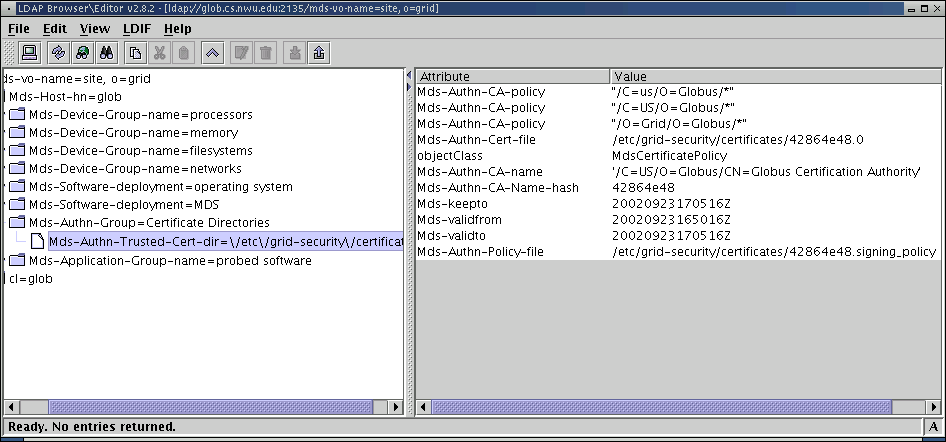 LDAP Browser\Editor v2.8.2 - [ldap://glob.cs.nwu.edu:2135/mds-vo-name=site, o=grid]
File Edit View LDIF Help
ds-vo-name=site, o=grid
Mds-Host-hn=glob
Mds-Device-Group-name=processors
Mds-Device-Group-name=memory
Mds-Device-Group-name=filesystems
Mds-Device-Group-name=networks
Mds-Software-deployment=operating system
Mds-Software-deployment=MDS
Mds-Authn-Group=Certificate Directories
Mds-Authn-Trusted-Cert-dir=\/etc\/grid-security\/certificat
Mds-Application-Group-name=probed software
cl=glob
Attribute Value
Mds-Authn-CA-policy "/C=us/O=Globus/*"
Mds-Authn-CA-policy "/C=US/O=Globus/*"
Mds-Authn-CA-policy "/O=Grid/O=Globus/*"
Mds-Authn-Cert-file /etc/grid-security/certificates/42864e48.0
objectClass MdsCertificatePolicy
Mds-Authn-CA-name '/C=US/O=Globus/CN=Globus Certification Authority'
Mds-Authn-CA-Name-hash 42864e48
Mds-keepto 20020923170516Z
Mds-validfrom 20020923165016Z
Mds-validto 20020923170516Z
Mds-Authn-Policy-file /etc/grid-security/certificates/42864e48.signing_policy
Ready. No entries returned. A